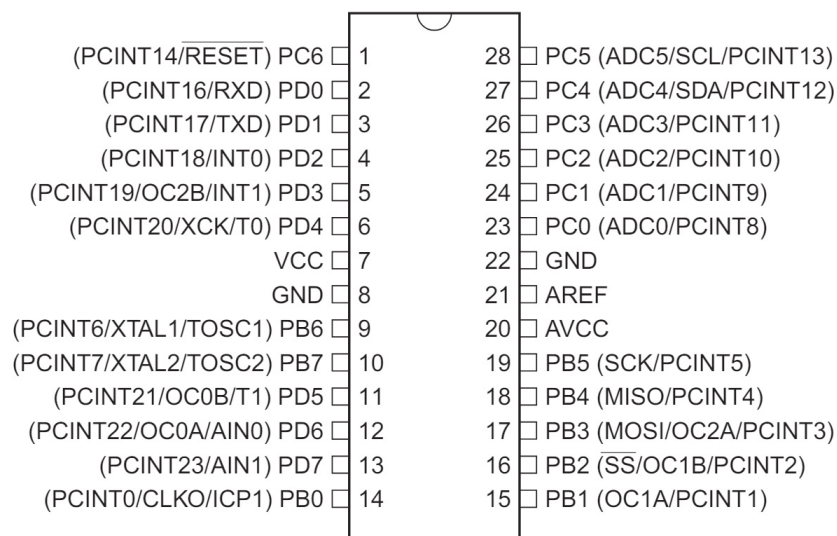 (PCINT14/RESET) PC6 1 28 PC5 (ADC5/SCL/PCINT13)
(PCINT16/RXD) PD0 2 27 PC4 (ADC4/SDA/PCINT12)
(PCINT17/TXD) PD1 3 26 PC3 (ADC3/PCINT11)
(PCINT18/INT0) PD2 4 25 PC2 (ADC2/PCINT10)
(PCINT19/OC2B/INT1) PD3 5 24 PC1 (ADC1/PCINT9)
(PCINT20/XCK/T0) PD4 6 23 PC0 (ADC0/PCINT8)
VCC 7 22 GND
GND 8 21 AREF
(PCINT6/XTAL1/TOSC1) PB6 9 20 AVCC
(PCINT7/XTAL2/TOSC2) PB7 10 19 PB5 (SCK/PCINT5)
(PCINT21/OC0B/T1) PD5 11 18 PB4 (MISO/PCINT4)
(PCINT22/OC0A/AIN0) PD6 12 17 PB3 (MOSI/OC2A/PCINT3)
(PCINT23/AIN1) PD7 13 16 PB2 (SS/OC1B/PCINT2)
(PCINT0/CLKO/ICP1) PB0 14 15 PB1 (OC1A/PCINT1)